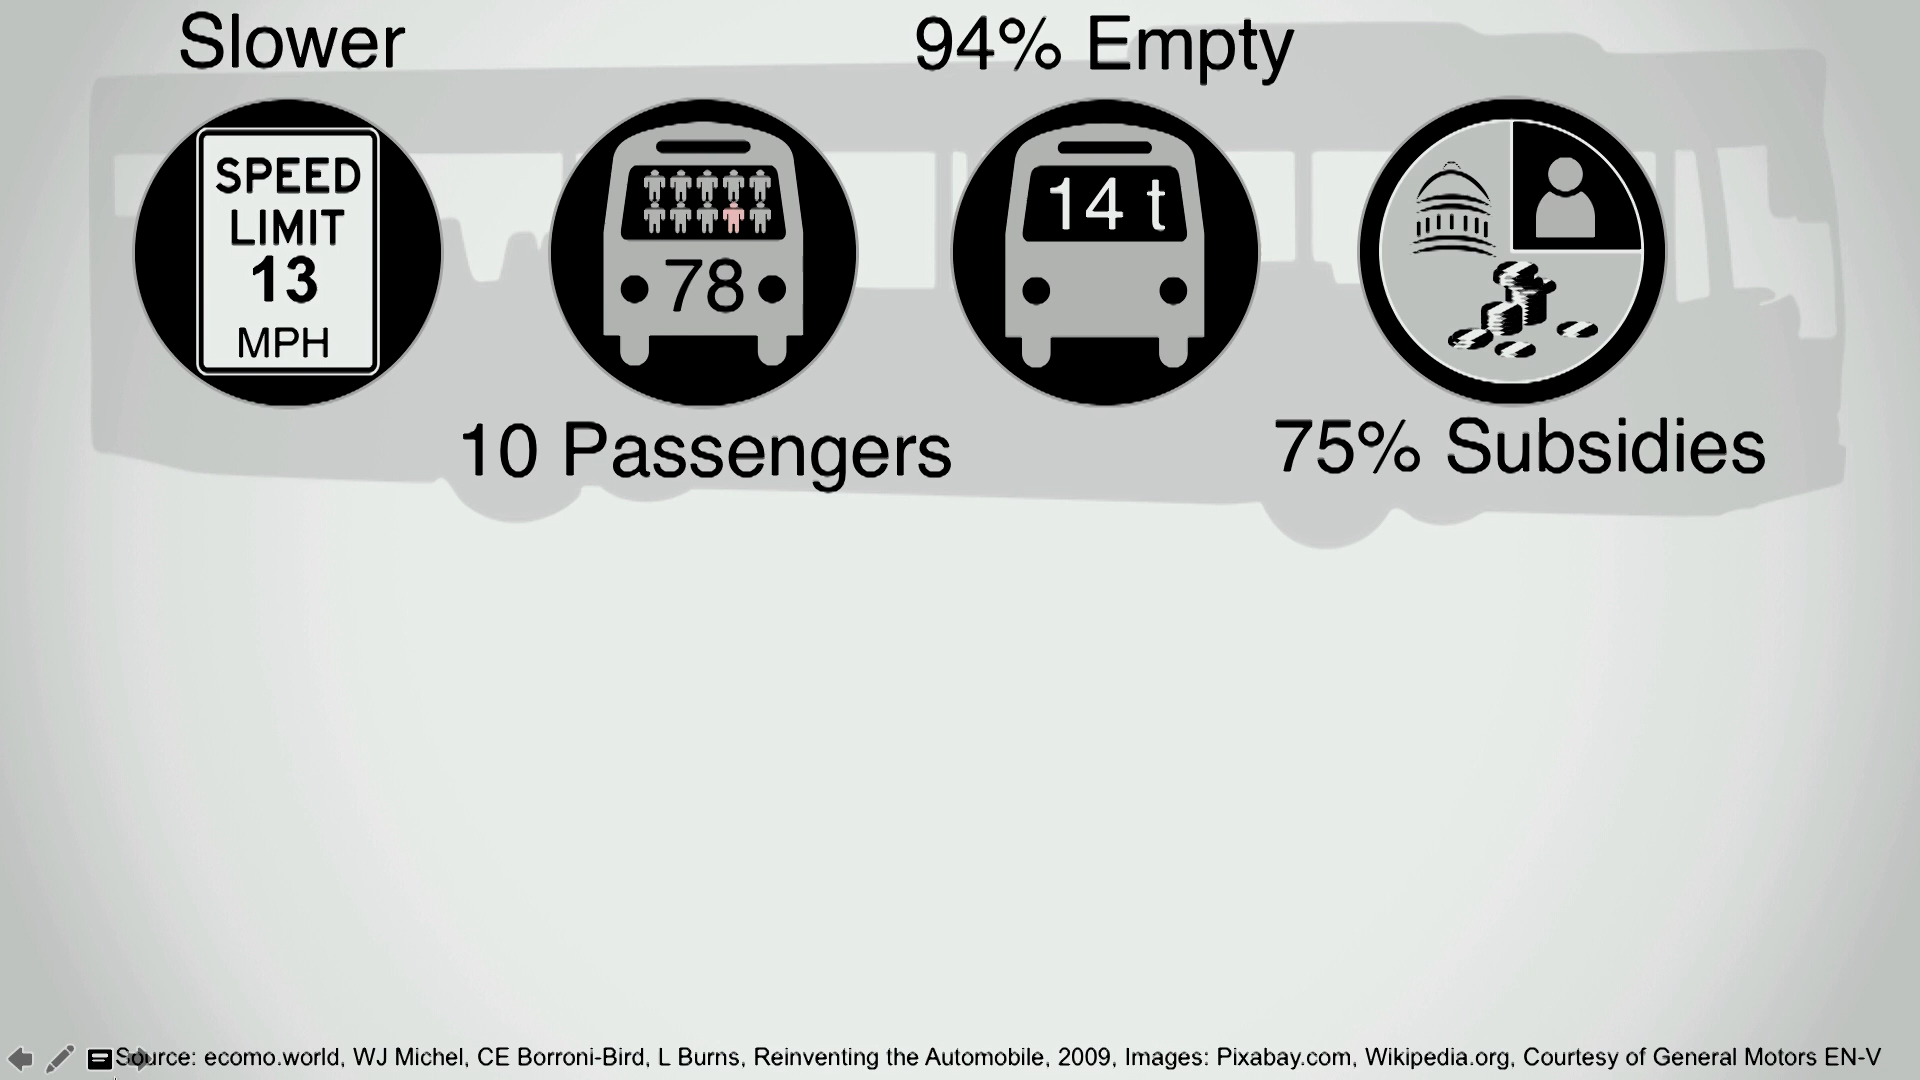 Slower
94% Empty
SPEED
LIMIT
13
MPH
78
14 t
10 Passengers
75% Subsidies
Source: ecomo.world, WJ Michel, CE Borroni-Bird, L Burns, Reinventing the Automobile, 2009, Images: Pixabay.com, Wikipedia.org, Courtesy of General Motors EN-V